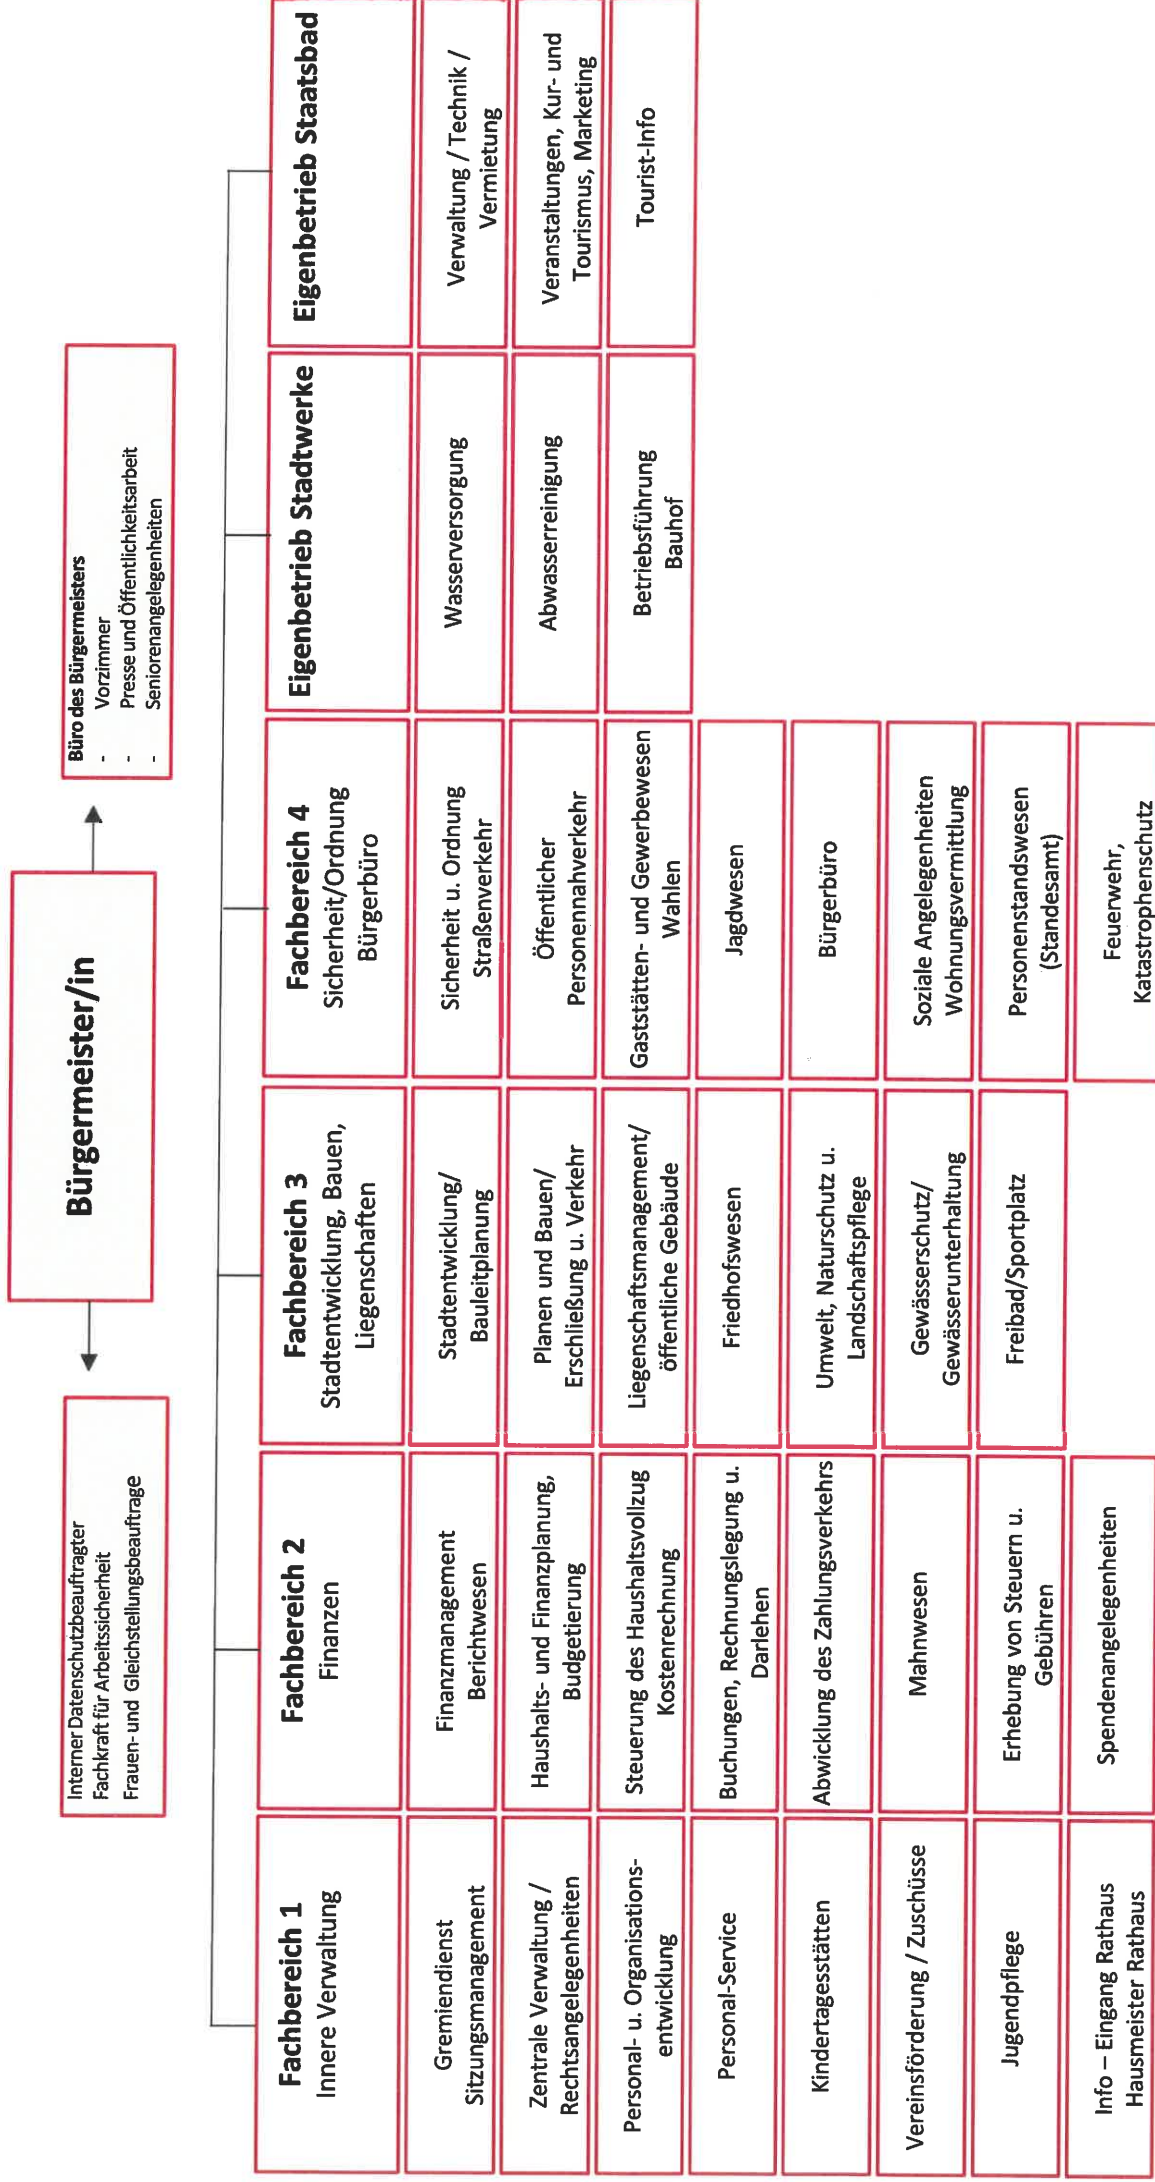 Bürgermeister/in
Interner Datenschutzbeauftragter
Fachkraft für Arbeitssicherheit
Frauen- und Gleichstellungsbeauftrage
Büro des Bürgermeisters
- Vorzimmer
- Presse und Öffentlichkeitsarbeit
- Seniorenangelegenheiten
Fachbereich 1
Innere Verwaltung
Gremiendienst
Sitzungsmanagement
Zentrale Verwaltung /
Rechtsangelegenheiten
Personal- u. Organisations-
entwicklung
Personal-Service
Kindertagesstätten
Vereinsförderung / Zuschüsse
Jugendpflege
Info – Eingang Rathaus
Hausmeister Rathaus
Fachbereich 2
Finanzen
Finanzmanagement
Berichtwesen
Haushalts- und Finanzplanung,
Budgetierung
Steuerung des Haushaltsvollzug
Kostenrechnung
Buchungen, Rechnungslegung u.
Darlehen
Abwicklung des Zahlungsverkehrs
Mahnwesen
Erhebung von Steuern u.
Gebühren
Spendenangelegenheiten
Fachbereich 3
Stadtentwicklung, Bauen,
Liegenschaften
Stadtentwicklung/
Bauleitplanung
Planen und Bauen/
Erschließung u. Verkehr
Liegenschaftsmanagement/
öffentliche Gebäude
Friedhofswesen
Umwelt, Naturschutz u.
Landschaftspflege
Gewässerschutz/
Gewässerunterhaltung
Freibad/Sportplatz
Fachbereich 4
Sicherheit/Ordnung
Bürgerbüro
Sicherheit u. Ordnung
Straßenverkehr
Öffentlicher
Personennahverkehr
Gaststätten- und Gewerbewesen
Wahlen
Jagdwesen
Bürgerbüro
Soziale Angelegenheiten
Wohnungsvermittlung
Personenstandswesen
(Standesamt)
Feuerwehr,
Katastrophenschutz
Eigenbetrieb Stadtwerke
Wasserversorgung
Abwasserreinigung
Betriebsführung
Bauhof
Eigenbetrieb Staatsbad
Verwaltung / Technik /
Vermietung
Veranstaltungen, Kur- und
Tourismus, Marketing
Tourist-Info